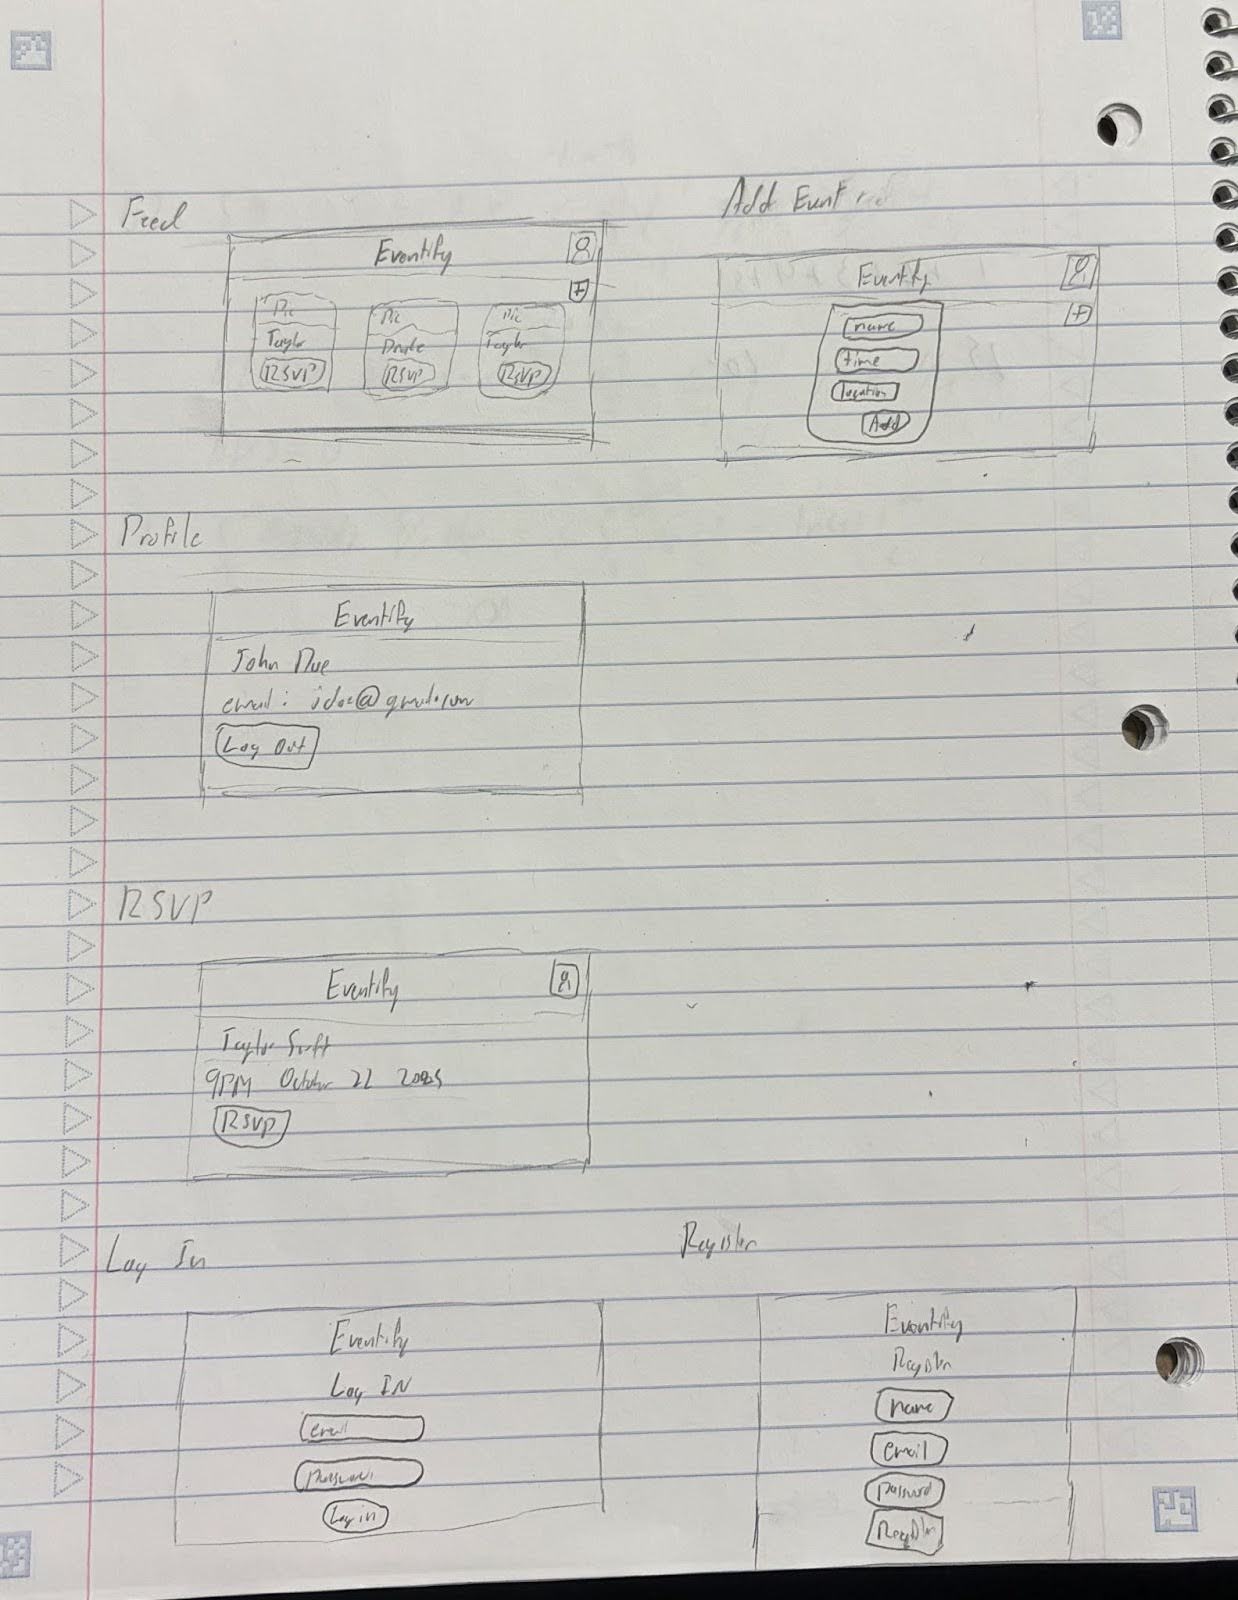 Feed
Eventify
Pic
Pic
Pic
Taylor
Drake
Taylor
RSVP
RSVP
RSVP
Add Event
Eventify
name
time
location
Add
Profile
Eventify
John Due
email: jdoe@gmail.com
Log Out
RSVP
Eventify
Taylor Swift
9PM October 22
RSVP
Log In
Eventify
Log IN
email
password
Log in
Register
Eventify
Register
name
email
password
Register